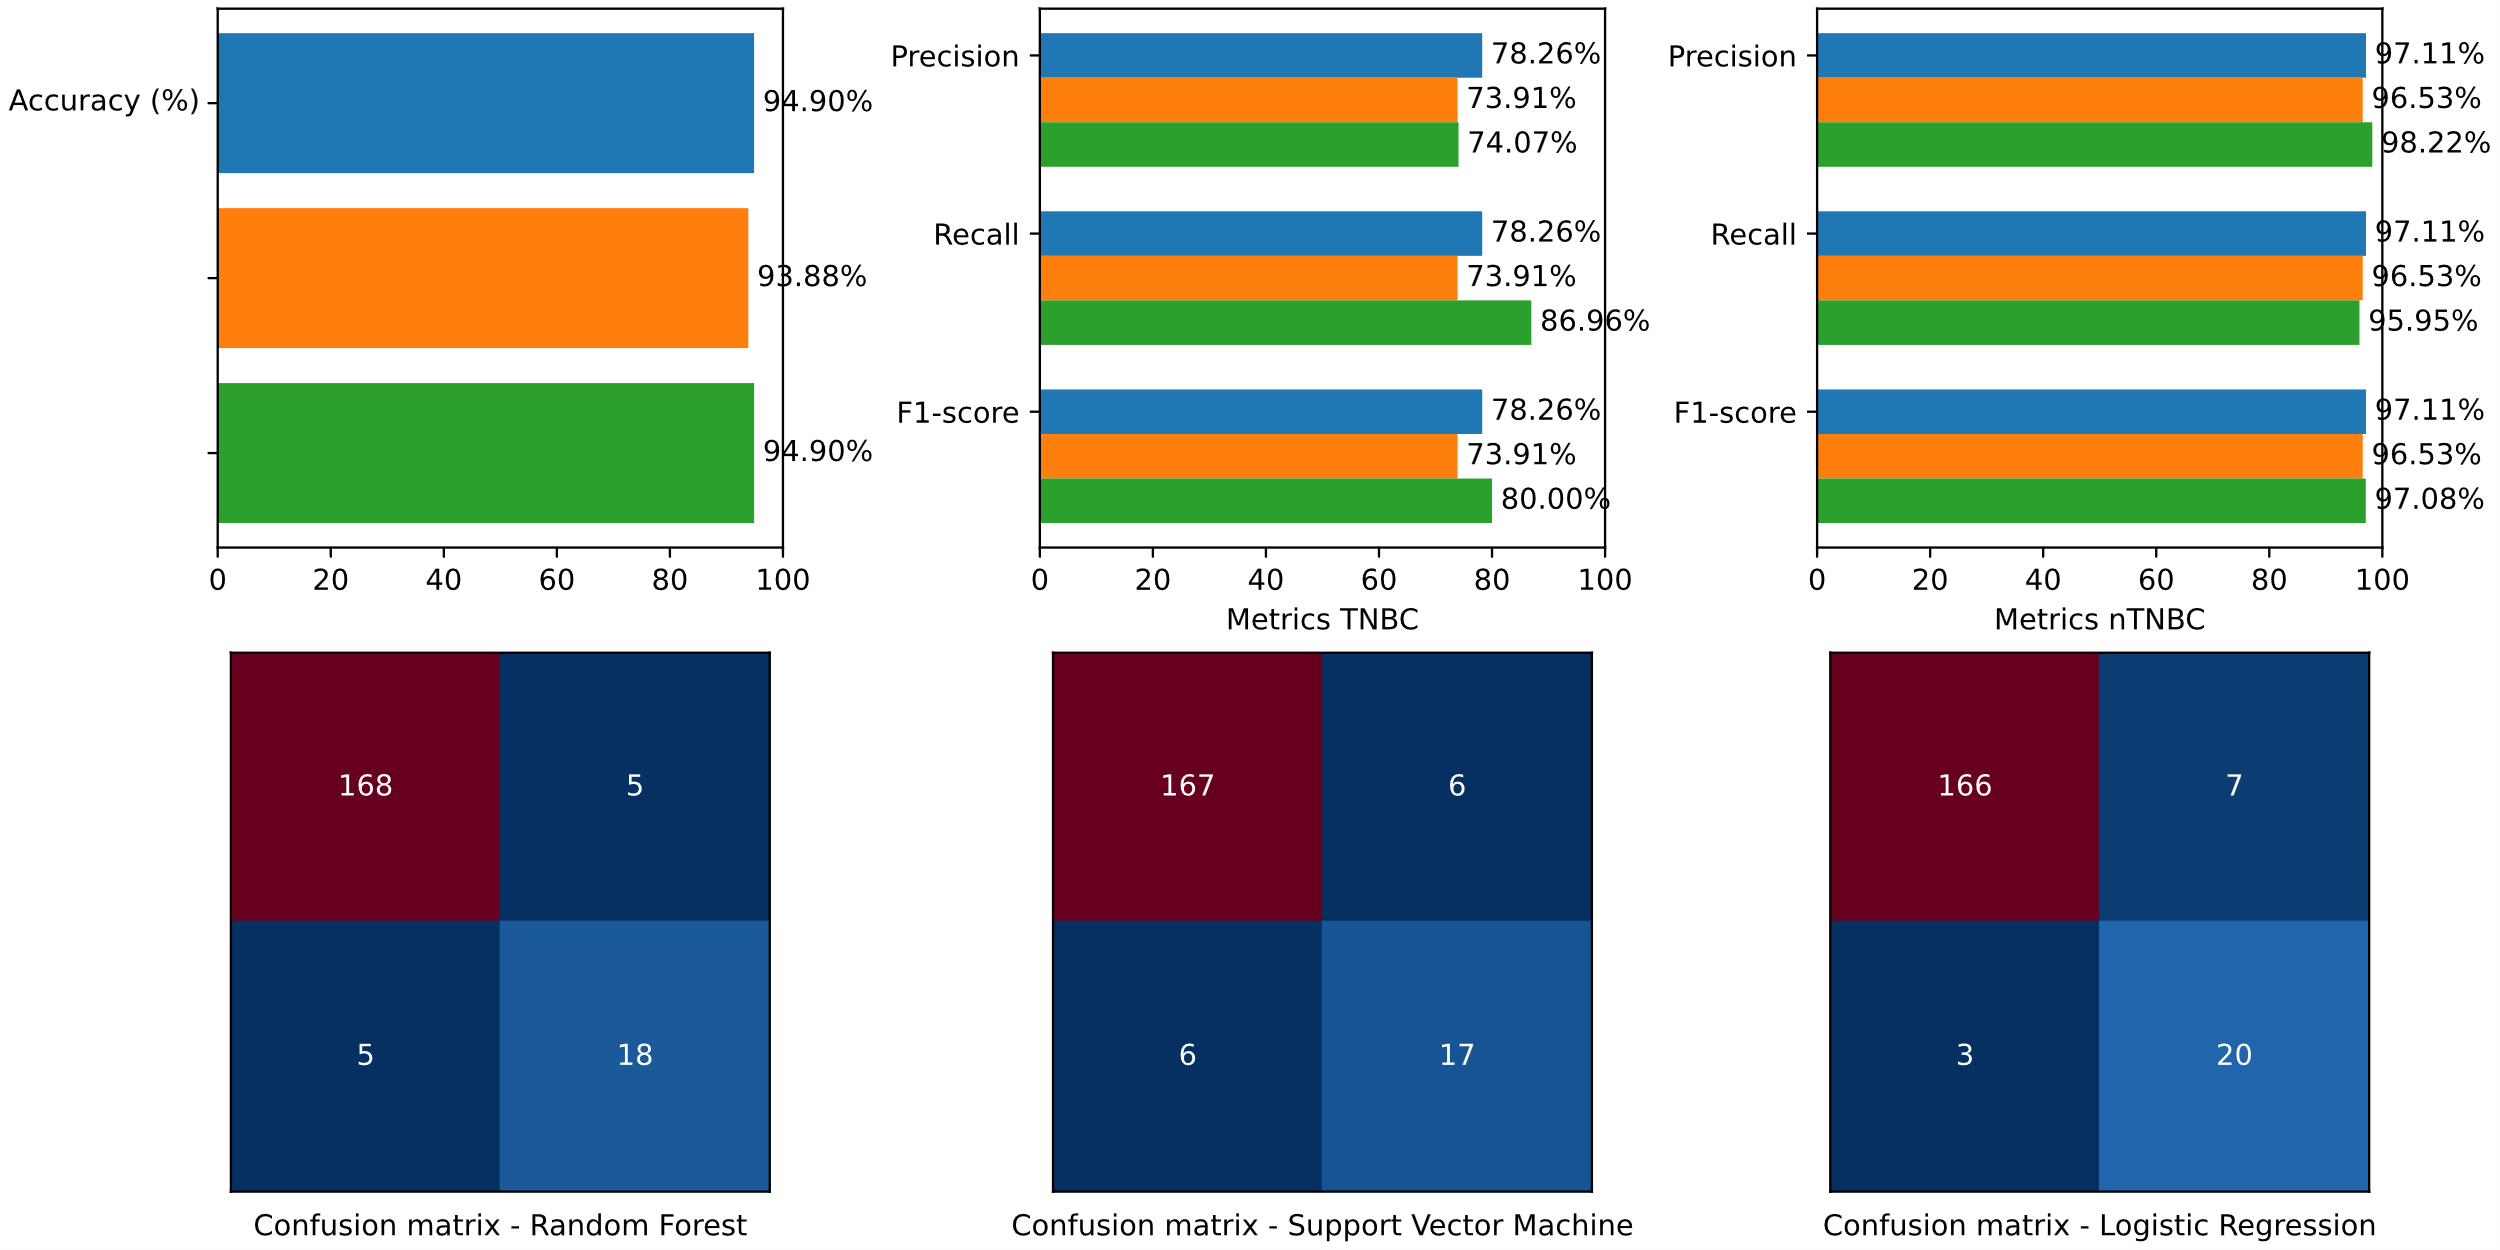 Accuracy (%)
94.90%
93.88%
94.90%
0 20 40 60 80 100
Precision
78.26%
73.91%
74.07%
Recall
78.26%
73.91%
86.96%
F1-score
78.26%
73.91%
80.00%
0 20 40 60 80 100
Metrics TNBC
Precision
97.11%
96.53%
98.22%
Recall
97.11%
96.53%
95.95%
F1-score
97.11%
96.53%
97.08%
0 20 40 60 80 100
Metrics nTNBC
168 5
5 18
Confusion matrix - Random Forest
167 6
6 17
Confusion matrix - Support Vector Machine
166 7
3 20
Confusion matrix - Logistic Regression